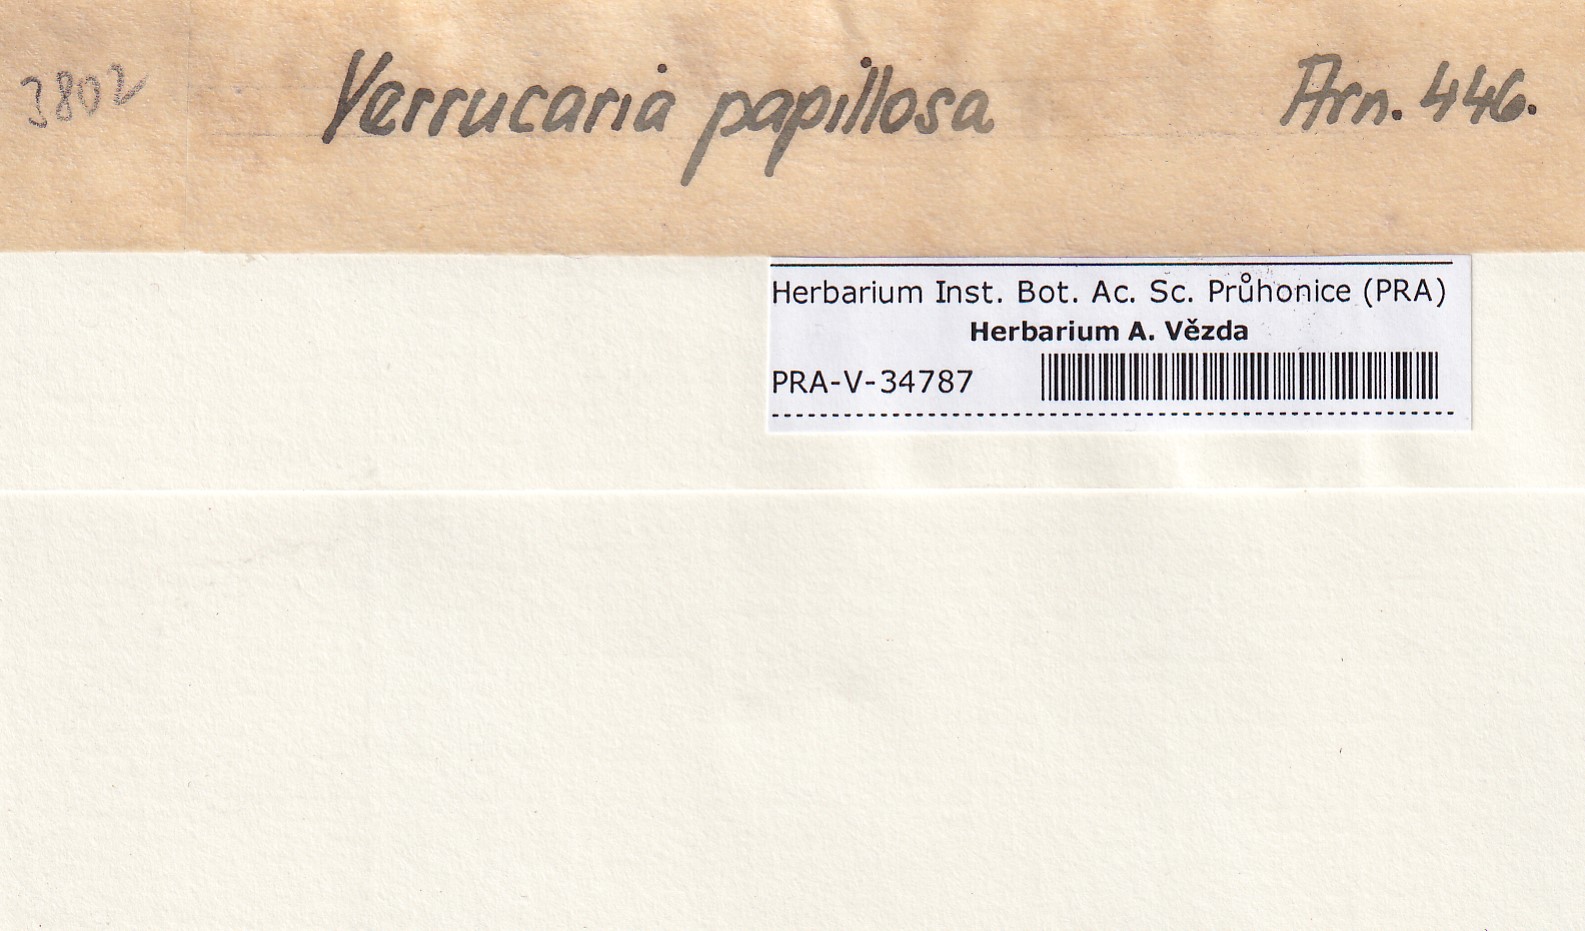 3802 Verrucaria papillosa Arn. 446.
Herbarium Inst. Bot. Ac. Sc. Průhonice (PRA)
Herbarium A. Vězda
PRA-V-34787